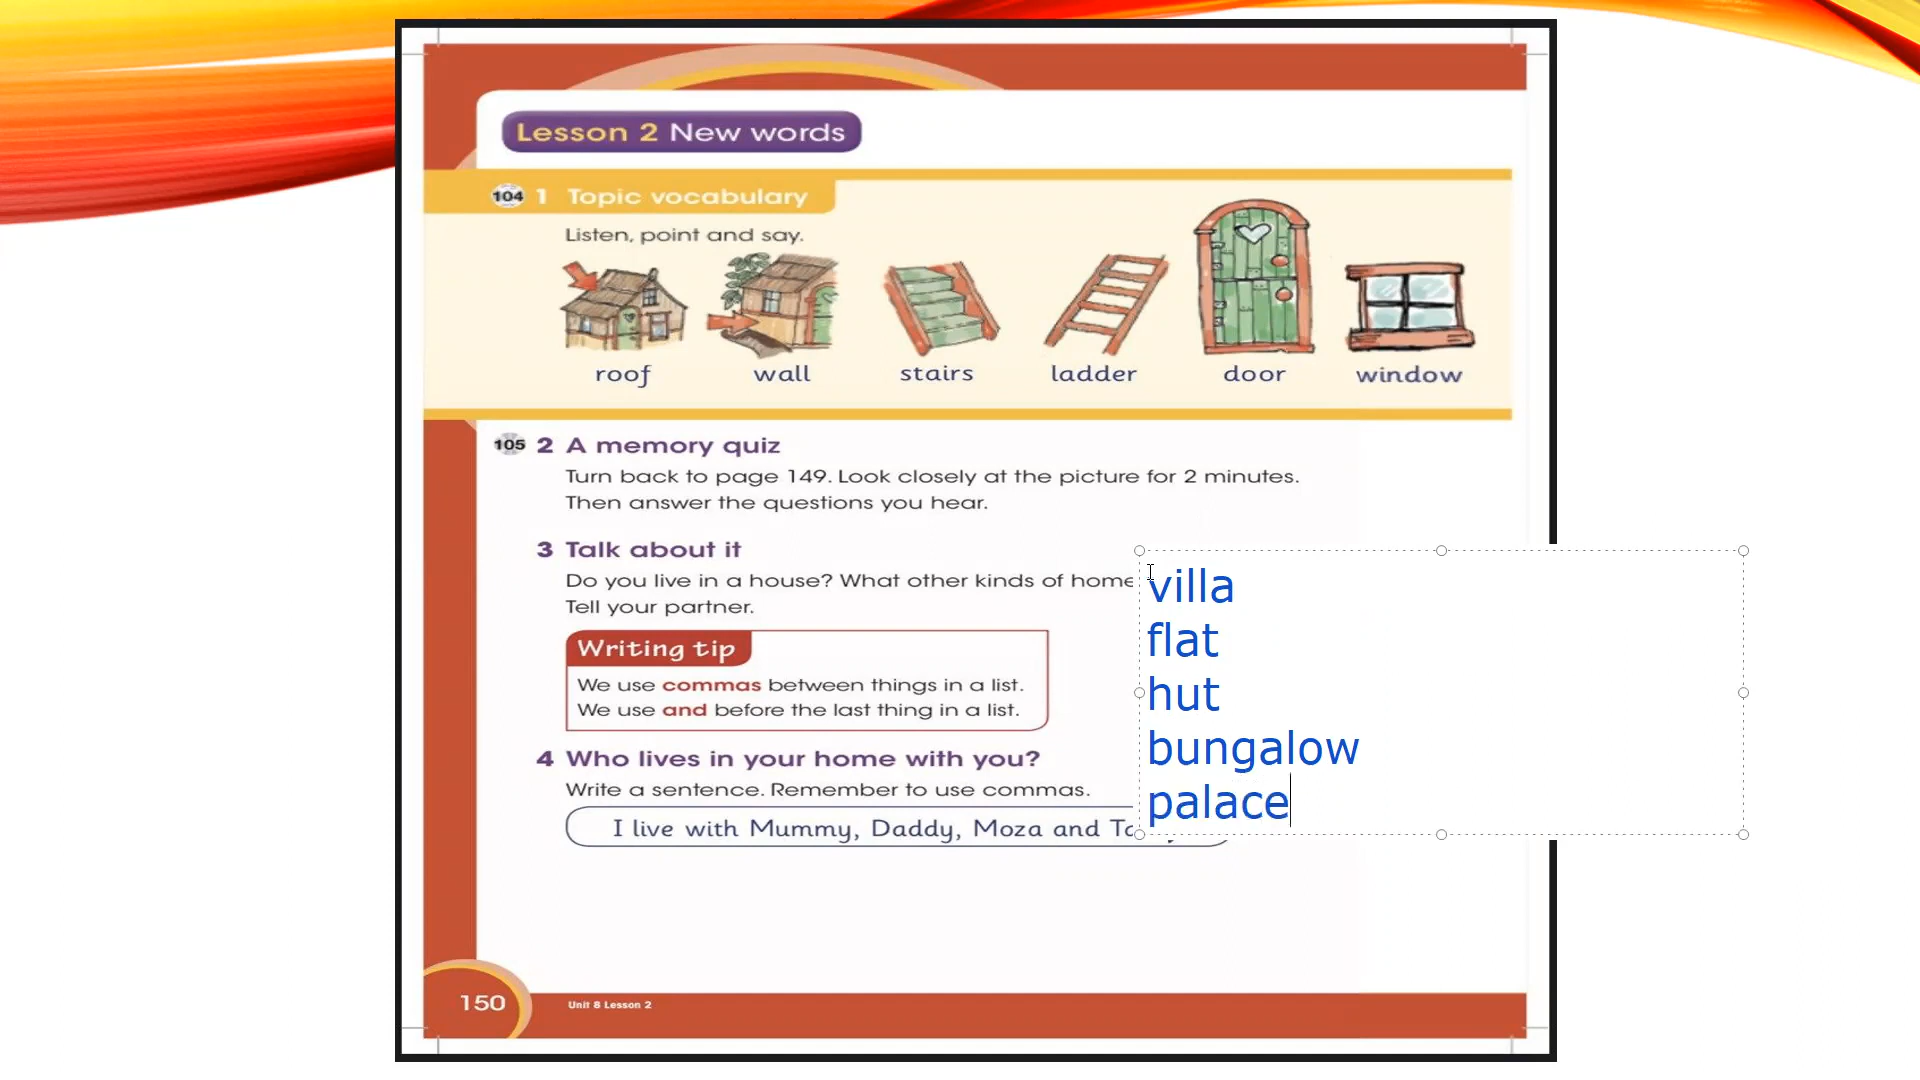 Lesson 2 New words
104 1 Topic vocabulary
Listen, point and say.
roof wall stairs ladder door window
105 2 A memory quiz
Turn back to page 149. Look closely at the picture for 2 minutes.
Then answer the questions you hear.
3 Talk about it
Do you live in a house? What other kinds of home
Tell your partner.
Writing tip
We use commas between things in a list.
We use and before the last thing in a list.
4 Who lives in your home with you?
Write a sentence. Remember to use commas.
I live with Mummy, Daddy, Moza and
villa
flat
hut
bungalow
palace
150 Unit 8 Lesson 2